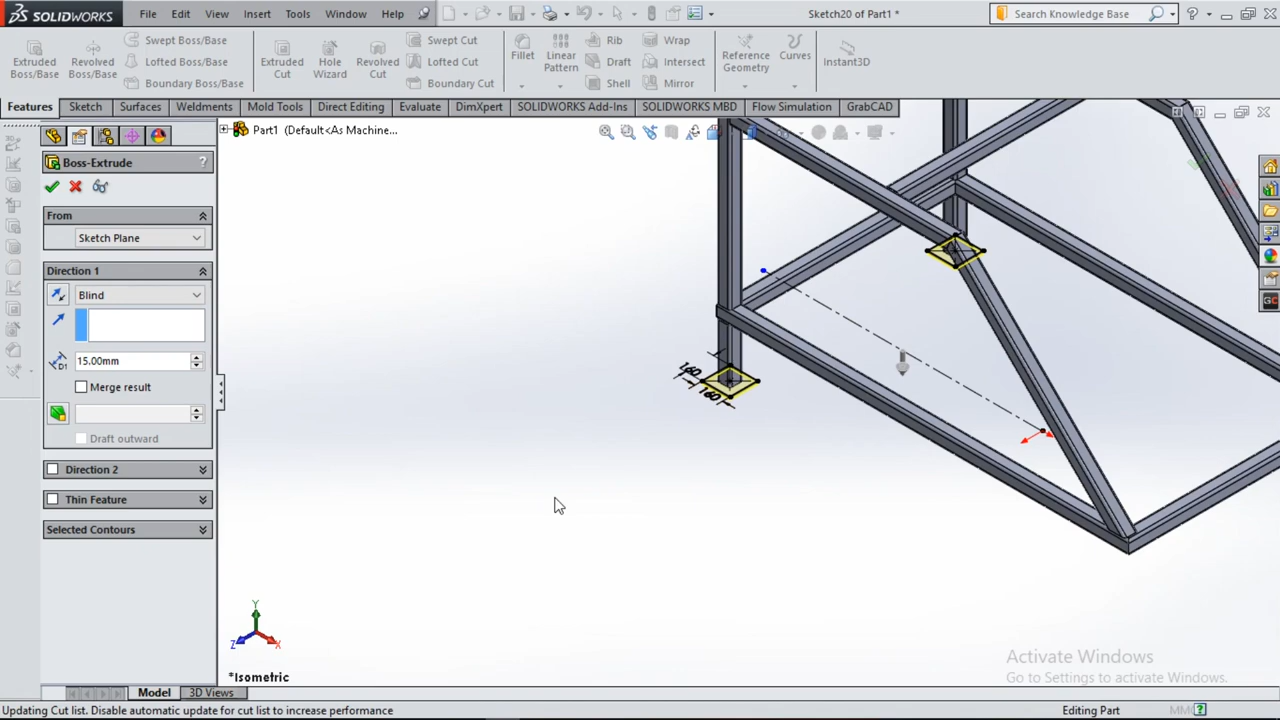 SOLIDWORKS File Edit View Insert Tools Window Help Sketch20 of Part1 * Search Knowledge Base
Extruded Boss/Base
Revolved Boss/Base
Swept Boss/Base
Lofted Boss/Base
Boundary Boss/Base
Extruded Cut
Hole Wizard
Revolved Cut
Swept Cut
Lofted Cut
Boundary Cut
Fillet
Linear Pattern
Rib
Draft
Shell
Wrap
Intersect
Mirror
Reference Geometry
Curves
Instant3D
Features Sketch Surfaces Weldments Mold Tools Direct Editing Evaluate DimXpert SOLIDWORKS Add-Ins SOLIDWORKS MBD Flow Simulation GrabCAD
Part1 (Default<As Machine...
Boss-Extrude ?
From
Sketch Plane
Direction 1
Blind
D1 15.00mm
Merge result
Draft outward
Direction 2
Thin Feature
Selected Contours
160
160
Y
Z X
*Isometric
Activate Windows
Go to Settings to activate Windows.
Model 3D Views
Updating Cut list. Disable automatic update for cut list to increase performance Editing Part